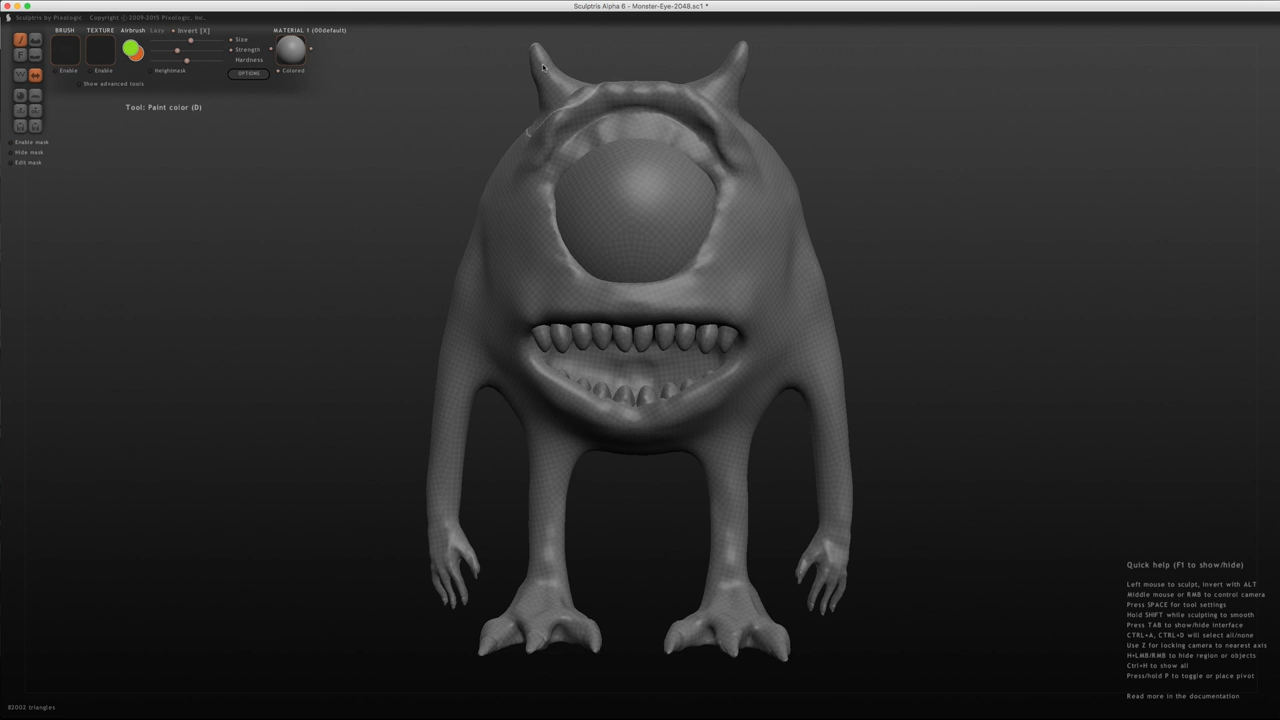 Sculptris Alpha 6 - Monster-Eye-2048.sc1 *
Sculptris by Pixologic Copyright ⓒ2009-2015 Pixologic, Inc.
BRUSH TEXTURE Airbrush Lazy Invert [X] MATERIAL 1 (00default)
Size
Strength
Hardness
Enable Enable Heightmask OPTIONS Colored
Show advanced tools
Tool: Paint color (D)
Enable mask
Hide mask
Edit mask
Quick help (F1 to show/hide)
Left mouse to sculpt, invert with ALT
Middle mouse or RMB to control camera
Press SPACE for tool settings
Hold SHIFT while sculpting to smooth
Press TAB to show/hide interface
CTRL+A, CTRL+D will select all/none
Use Z for locking camera to nearest axis
H+LMB/RMB to hide region or objects
Ctrl+H to show all
Press/hold P to toggle or place pivot
Read more in the documentation
82002 triangles